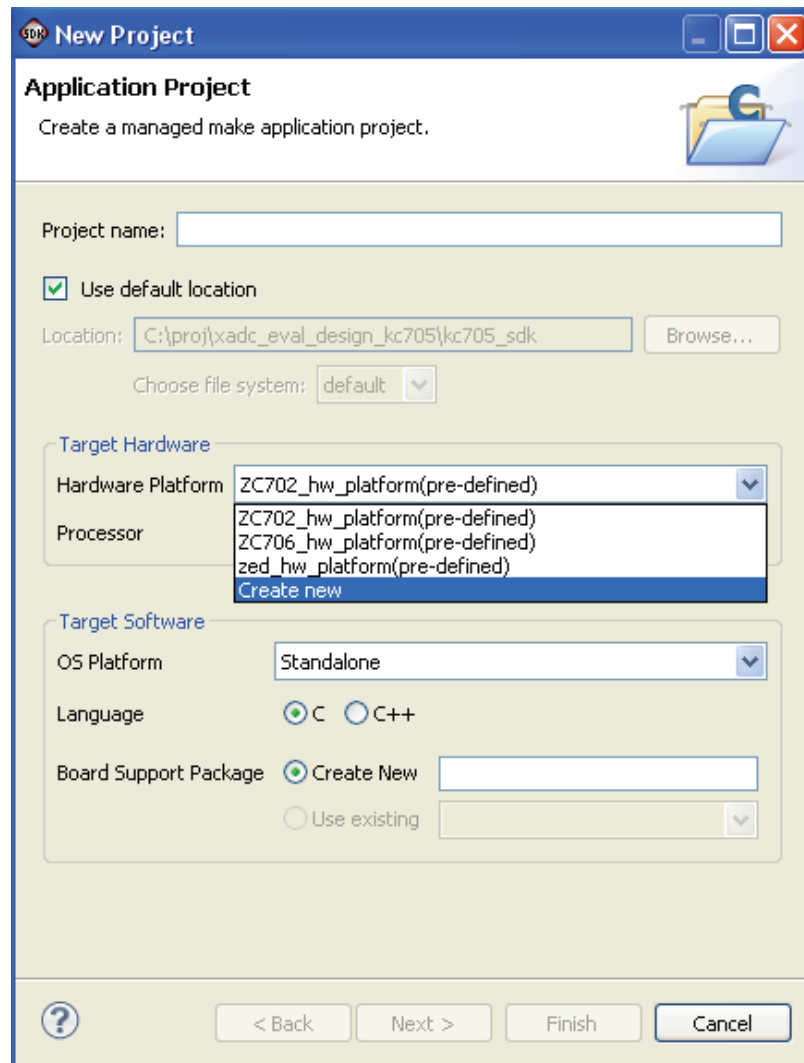 SDK New Project
Application Project
Create a managed make application project.
C
Project name:
Use default location
Location: C:\proj\xadc_eval_design_kc705\kc705_sdk Browse...
Choose file system: default
Target Hardware
Hardware Platform ZC702_hw_platform(pre-defined)
ZC702_hw_platform(pre-defined)
Processor
ZC706_hw_platform(pre-defined)
zed_hw_platform(pre-defined)
Create new
Target Software
OS Platform Standalone
Language C C++
Board Support Package Create New
Use existing
? < Back Next > Finish Cancel